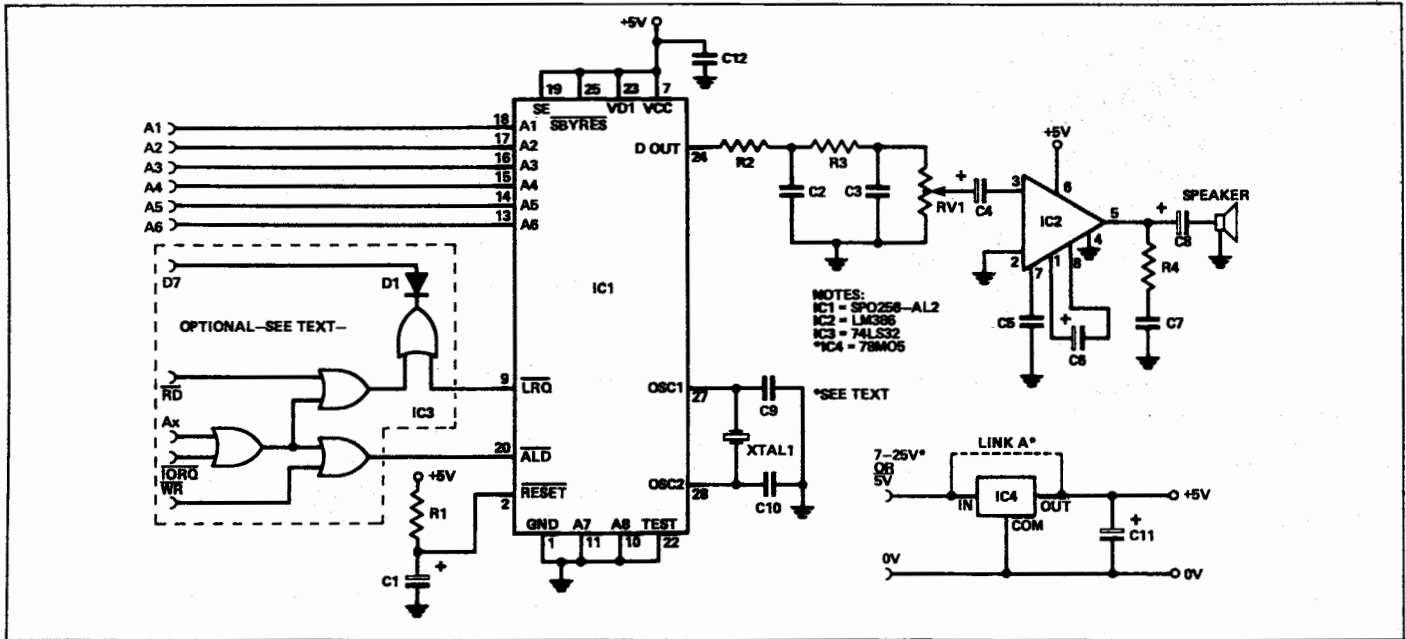 +5V
C12
19 25 23 7
SE VD1 VCC
SBYRES
A1 18 A1
A2 17 A2
A3 16 A3
A4 15 A4
A5 14 A5
A6 13 A6
D OUT
24
R2
R3
C2
C3
RV1
+
C4
+5V
3
6
IC2
5
2
7
1
8
4
+
C8
SPEAKER
R4
C5
+
C6
C7
D7
D1
OPTIONAL—SEE TEXT—
IC1
NOTES:
IC1 = SPO256—AL2
IC2 = LM386
IC3 = 74LS32
*IC4 = 78MO5
RD
IC3
9
LRQ
Ax
IORQ
WR
20
ALD
+5V
R1
RESET
2
C1
+
OSC1
27
C9
*SEE TEXT
XTAL1
OSC2
28
C10
GND A7 A8 TEST
1 11 10 22
LINK A*
7–25V*
OR
5V
IN
IC4
OUT
COM
+5V
+
C11
0V
0V